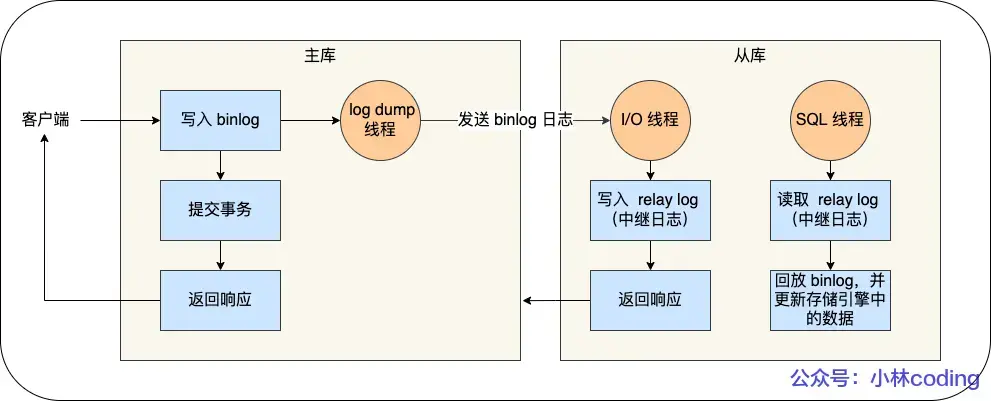 主库
从库
客户端
写入 binlog
log dump
线程
发送 binlog 日志
I/O 线程
SQL 线程
提交事务
写入 relay log
（中继日志）
读取 relay log
（中继日志）
返回响应
返回响应
回放 binlog，并
更新存储引擎中
的数据
公众号：小林coding